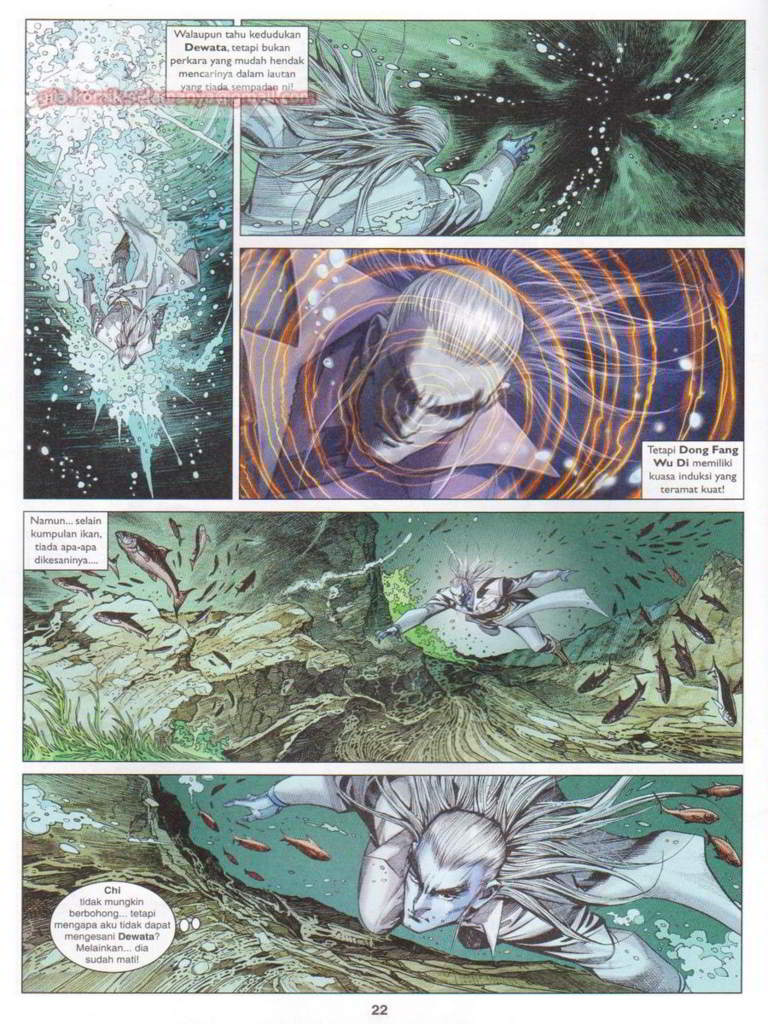 Walaupun tahu kedudukan
Dewata, tetapi bukan
perkara yang mudah hendak
mencarinya dalam lautan
yang tiada sempadan ni!
Tetapi Dong Fang
Wu Di memiliki
kuasa induksi yang
teramat kuat!
Namun... selain
kumpulan ikan,
tiada apa-apa
dikesaninya....
Chi
tidak mungkin
berbohong... tetapi
mengapa aku tidak dapat
mengesani Dewata?
Melainkan... dia
sudah mati!
22